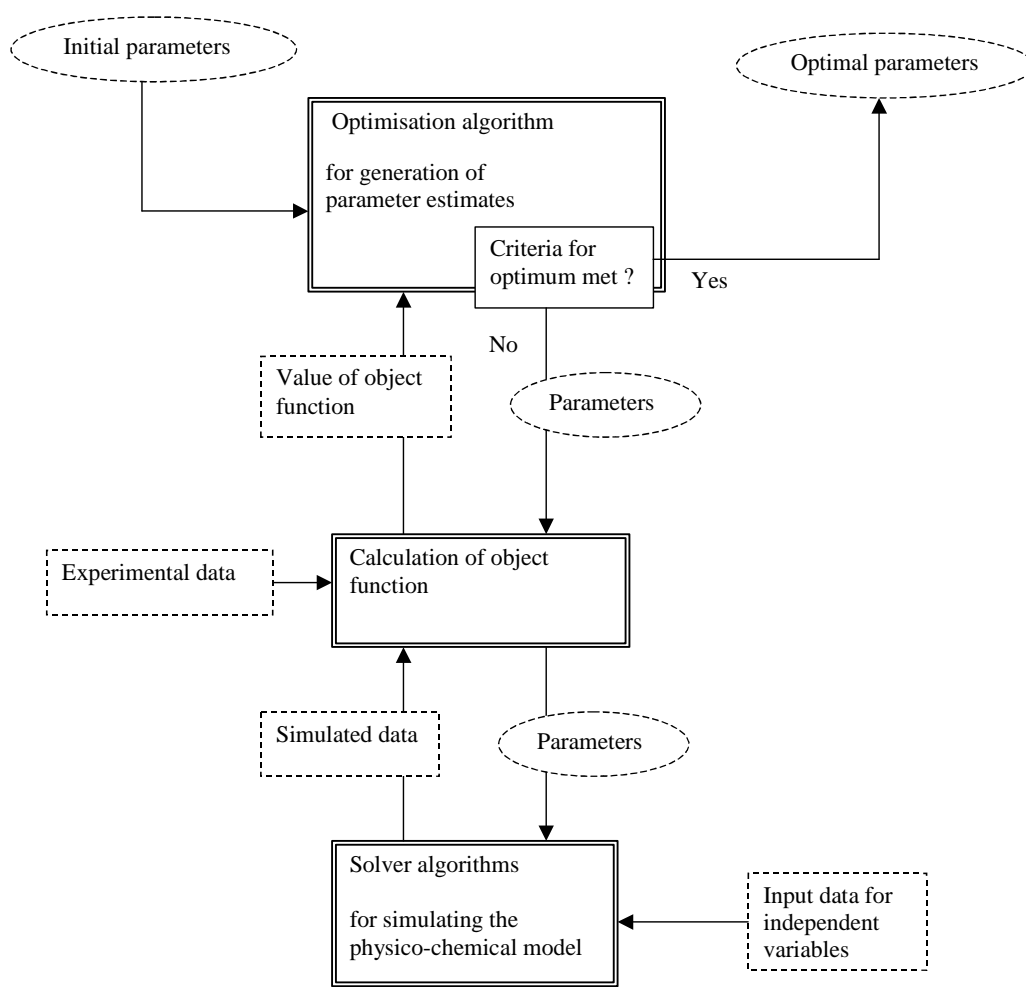 Initial parameters
Optimal parameters
Optimisation algorithm
for generation of
parameter estimates
Criteria for
optimum met ?
Yes
No
Value of object
function
Parameters
Calculation of object
function
Experimental data
Simulated data
Parameters
Solver algorithms
for simulating the
physico-chemical model
Input data for
independent
variables